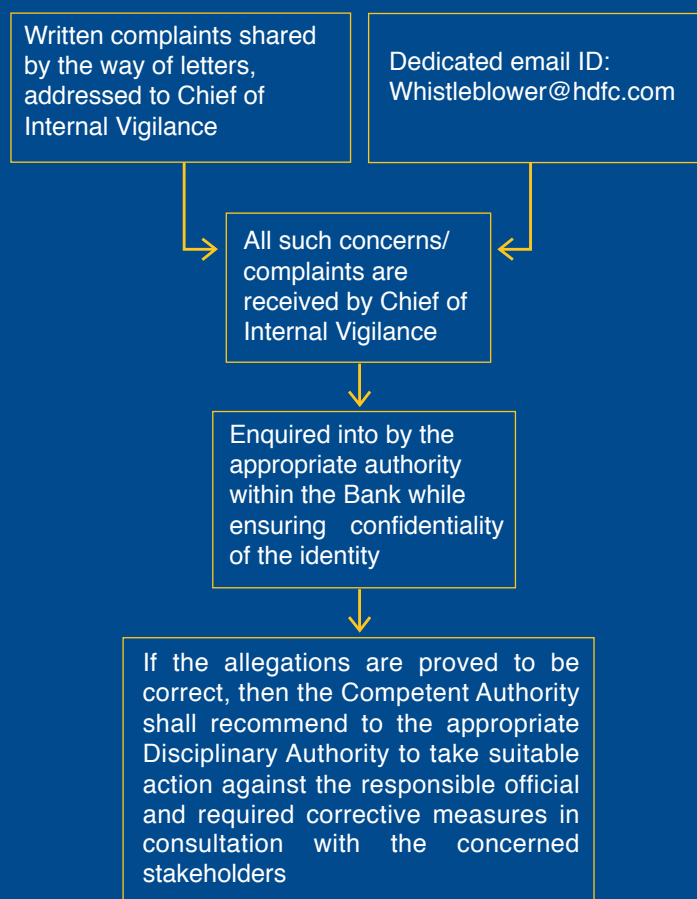 Written complaints shared
by the way of letters,
addressed to Chief of
Internal Vigilance
Dedicated email ID:
Whistleblower@hdfc.com
All such concerns/
complaints are
received by Chief of
Internal Vigilance
Enquired into by the
appropriate authority
within the Bank while
ensuring confidentiality
of the identity
If the allegations are proved to be
correct, then the Competent Authority
shall recommend to the appropriate
Disciplinary Authority to take suitable
action against the responsible official
and required corrective measures in
consultation with the concerned
stakeholders